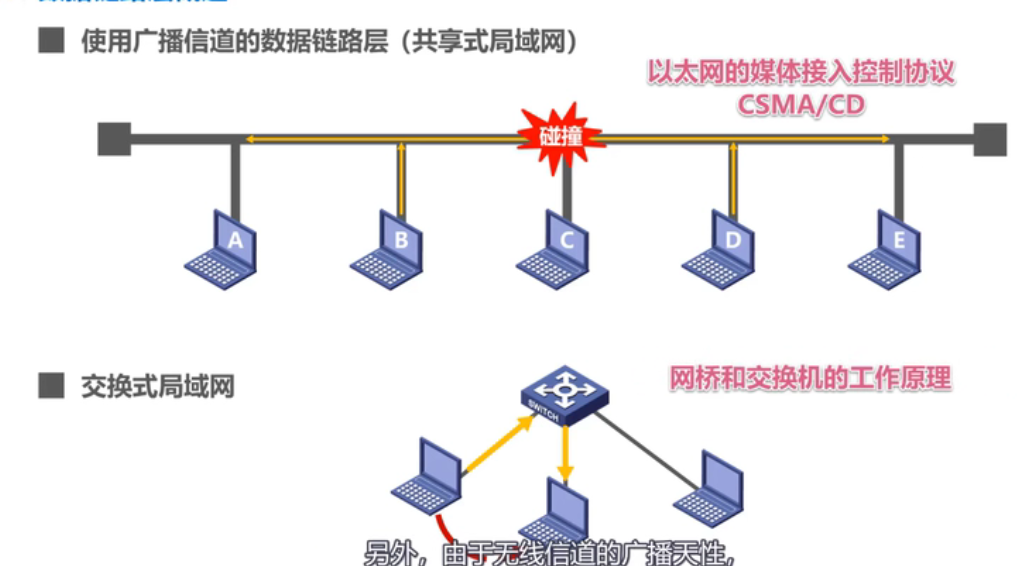 使用广播信道的数据链路层（共享式局域网）
以太网的媒体接入控制协议
CSMA/CD
碰撞
A
B
C
D
E
交换式局域网
网桥和交换机的工作原理
SWITCH
另外，由于无线信道的广播天性，